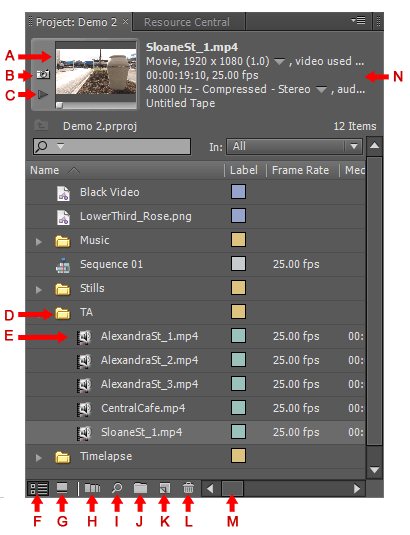 Project: Demo 2 ×
Resource Central
SloaneSt_1.mp4
A
Movie, 1920 x 1080 (1.0) , video used ...
B
00:00:19:10, 25.00 fps
N
C
48000 Hz - Compressed - Stereo , aud...
Untitled Tape
Demo 2.prproj
12 Items
In: All
Name
Label
Frame Rate
Med
Black Video
LowerThird_Rose.png
Music
Sequence 01
25.00 fps
Stills
D
TA
E
AlexandraSt_1.mp4
25.00 fps
00:
AlexandraSt_2.mp4
25.00 fps
00:
AlexandraSt_3.mp4
25.00 fps
00:
CentralCafe.mp4
25.00 fps
00:
SloaneSt_1.mp4
25.00 fps
00:
Timelapse
F G H I J K L M